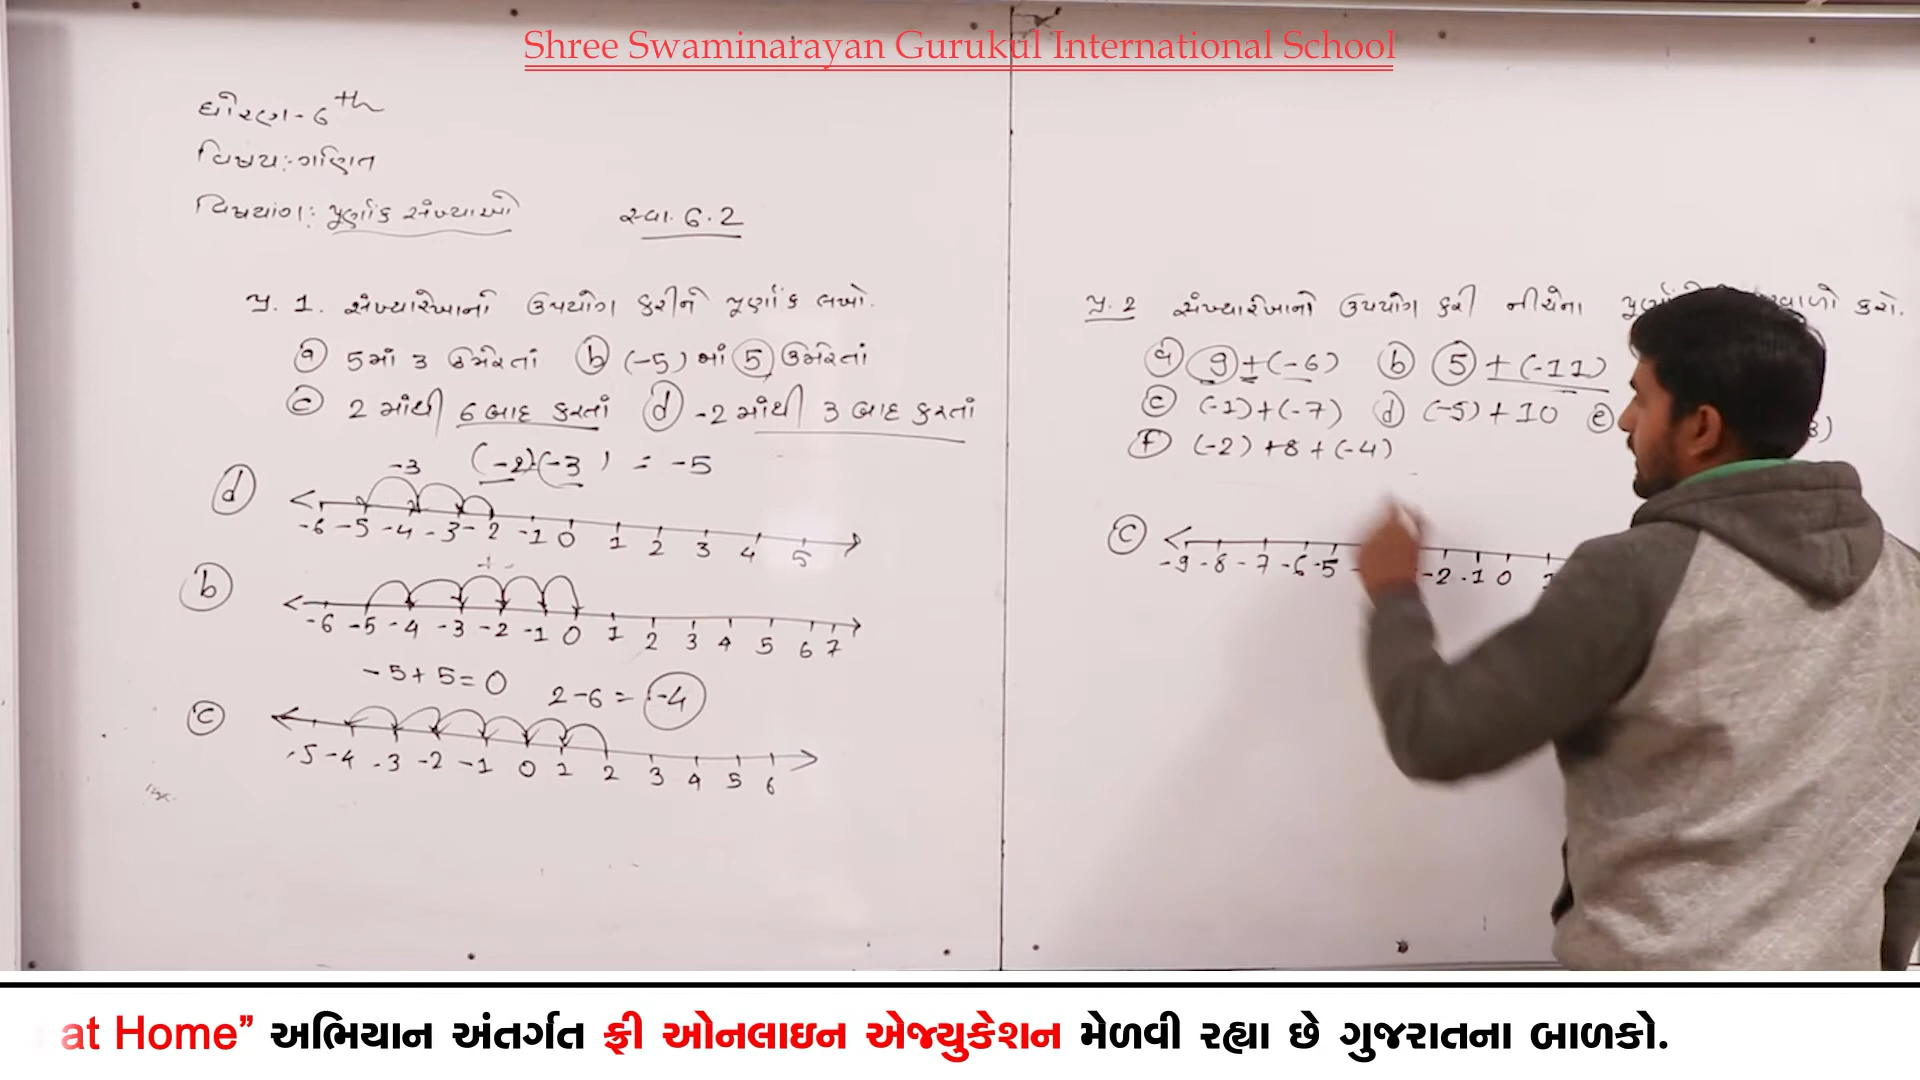 Shree Swaminarayan Gurukul International School
ધોરણ - 6th
વિષય : ગણિત
વિષયાંગ : પૂર્ણાંક સંખ્યાઓ સ્વા. 6.2
પ્ર. 1. સંખ્યારેખાનો ઉપયોગ કરીને પૂર્ણાંક લખો.
(a) 5માં 3 ઉમેરતાં (b) (-5) માં 5 ઉમેરતાં
(c) 2 માંથી 6 બાદ કરતાં (d) -2 માંથી 3 બાદ કરતાં
-3 (-2)(-3) = -5
(d)
-6 -5 -4 -3 -2 -1 0 1 2 3 4 5
(b)
-6 -5 -4 -3 -2 -1 0 1 2 3 4 5 6 7
-5+5=0 2-6 = -4
(c)
-5 -4 -3 -2 -1 0 1 2 3 4 5 6
પ્ર. 2 સંખ્યારેખાનો ઉપયોગ કરી નીચેના કરો.
(a) 9+(-6) (b) 5+(-11)
(c) (-1)+(-7) (d) (-5)+10 (e)
(f) (-2)+8+(-4)
(c)
-9 -8 -7 -6 -5 -2 -1 0 1
at Home” અભિયાન અંતર્ગત ફ્રી ઓનલાઇન એજ્યુકેશન મેળવી રહ્યા છે ગુજરાતના બાળકો.